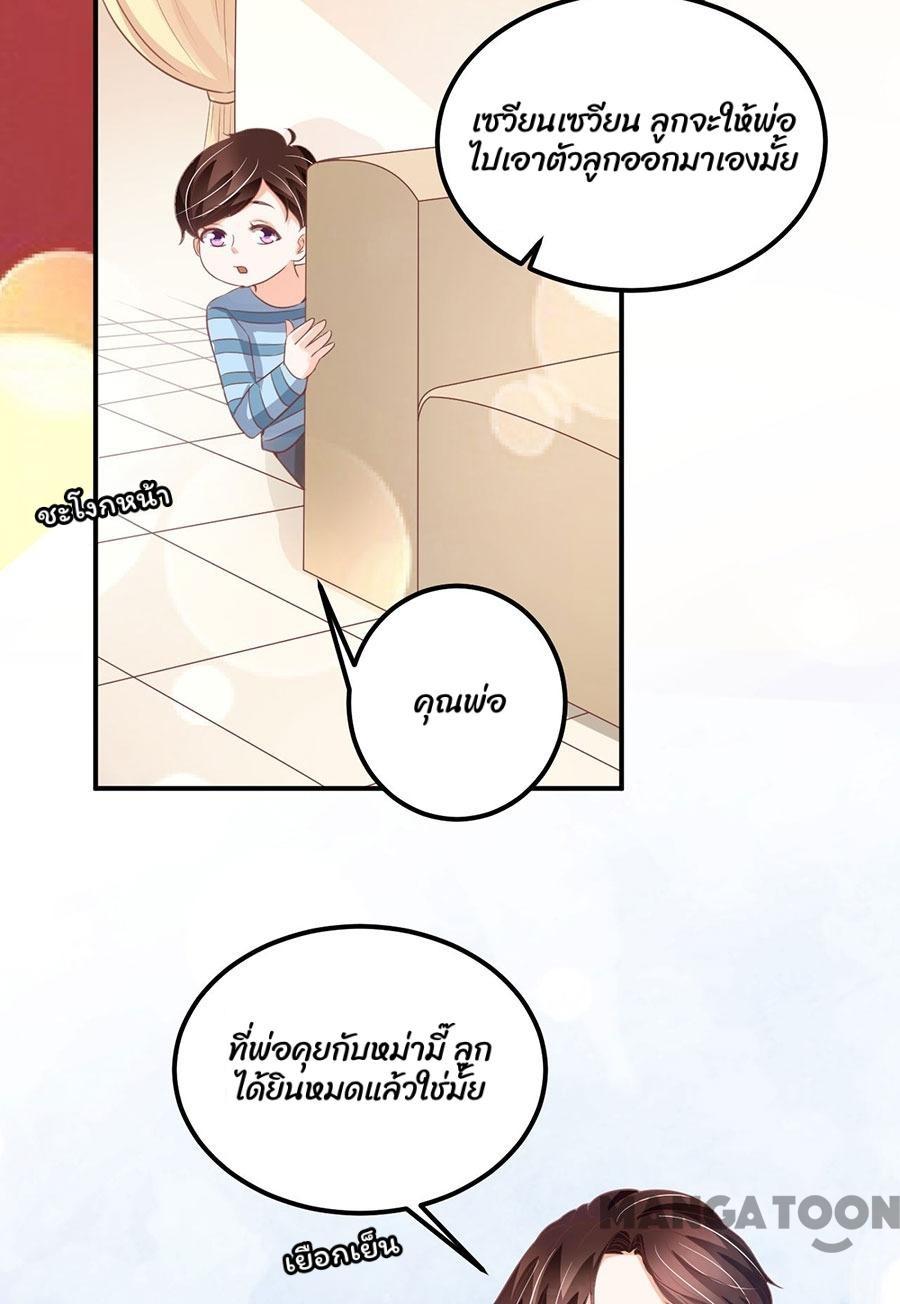 เซวียนเซวียน ลูกจะให้พ่อ
ไปเอาตัวลูกออกมาเองมั้ย
ชะโงกหน้า
คุณพ่อ
ที่พ่อคุยกับหม่ามี๊ ลูก
ได้ยินหมดแล้วใช่มั้ย
MANGATOON
เยือกเย็น